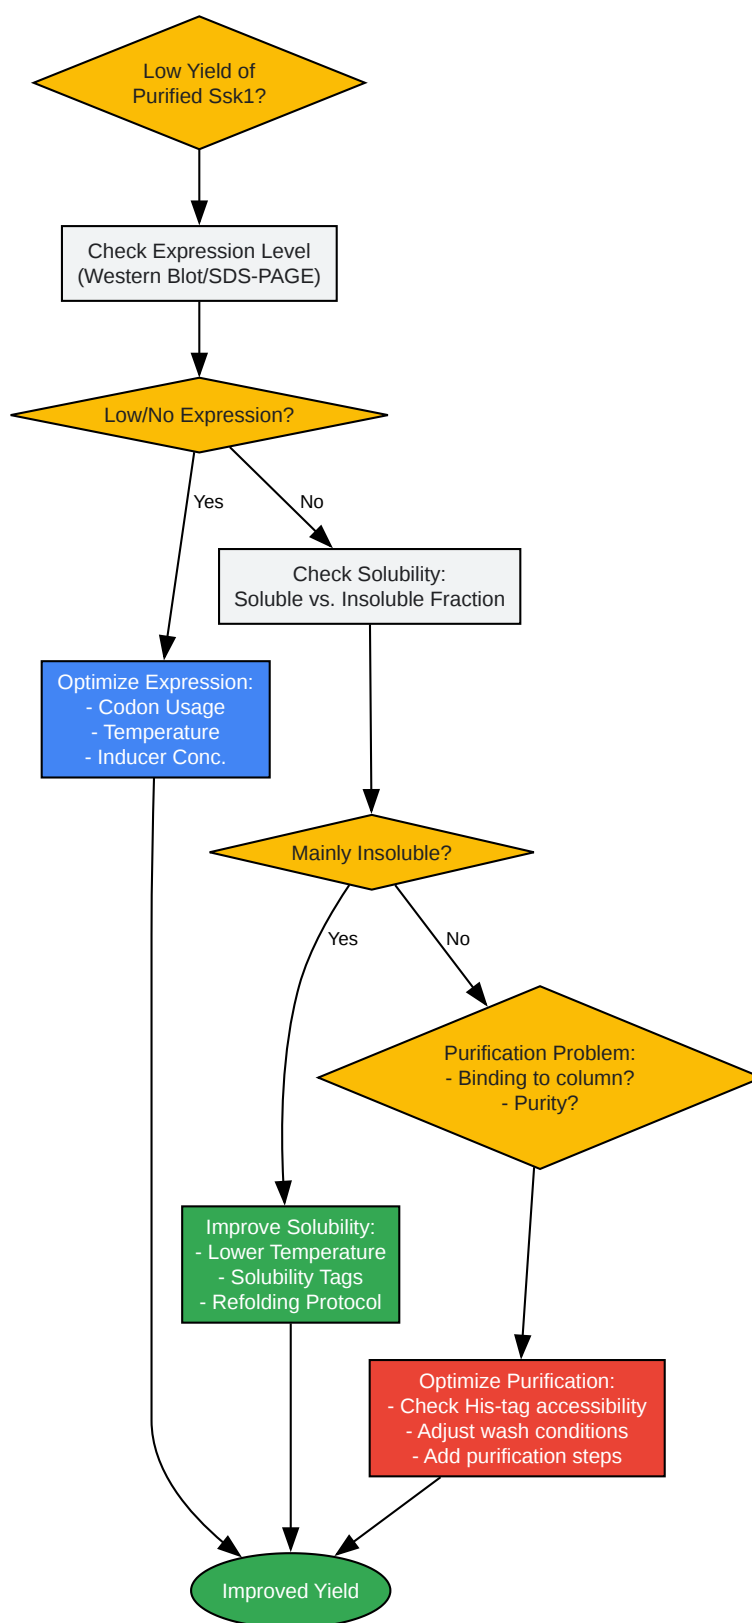 Low Yield of
Purified Ssk1?
Check Expression Level
(Western Blot/SDS-PAGE)
Low/No Expression?
Yes
No
Check Solubility:
Soluble vs. Insoluble Fraction
Optimize Expression:
- Codon Usage
- Temperature
- Inducer Conc.
Mainly Insoluble?
Yes
No
Purification Problem:
- Binding to column?
- Purity?
Improve Solubility:
- Lower Temperature
- Solubility Tags
- Refolding Protocol
Optimize Purification:
- Check His-tag accessibility
- Adjust wash conditions
- Add purification steps
Improved Yield